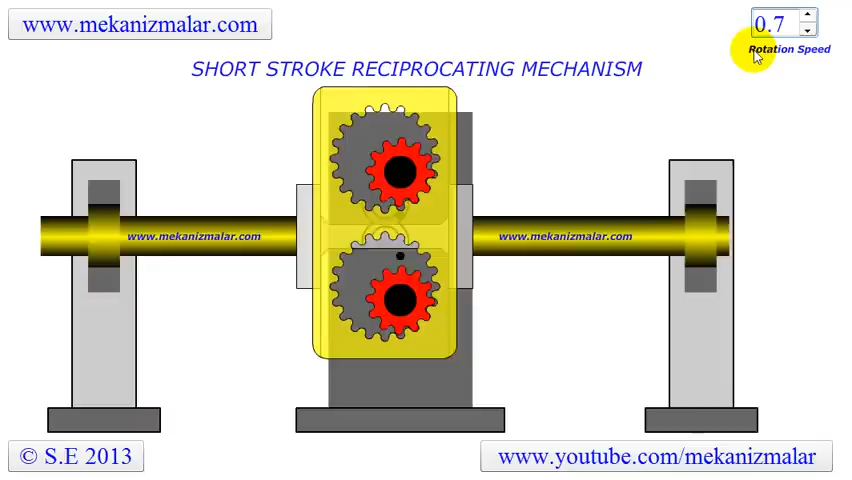 www.mekanizmalar.com
0.7
Rotation Speed
SHORT STROKE RECIPROCATING MECHANISM
www.mekanizmalar.com
www.mekanizmalar.com
© S.E 2013
www.youtube.com/mekanizmalar